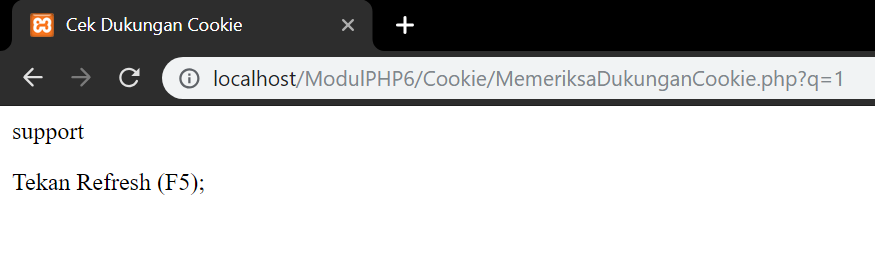 Cek Dukungan Cookie
localhost/ModulPHP6/Cookie/MemeriksaDukunganCookie.php?q=1
support
Tekan Refresh (F5);